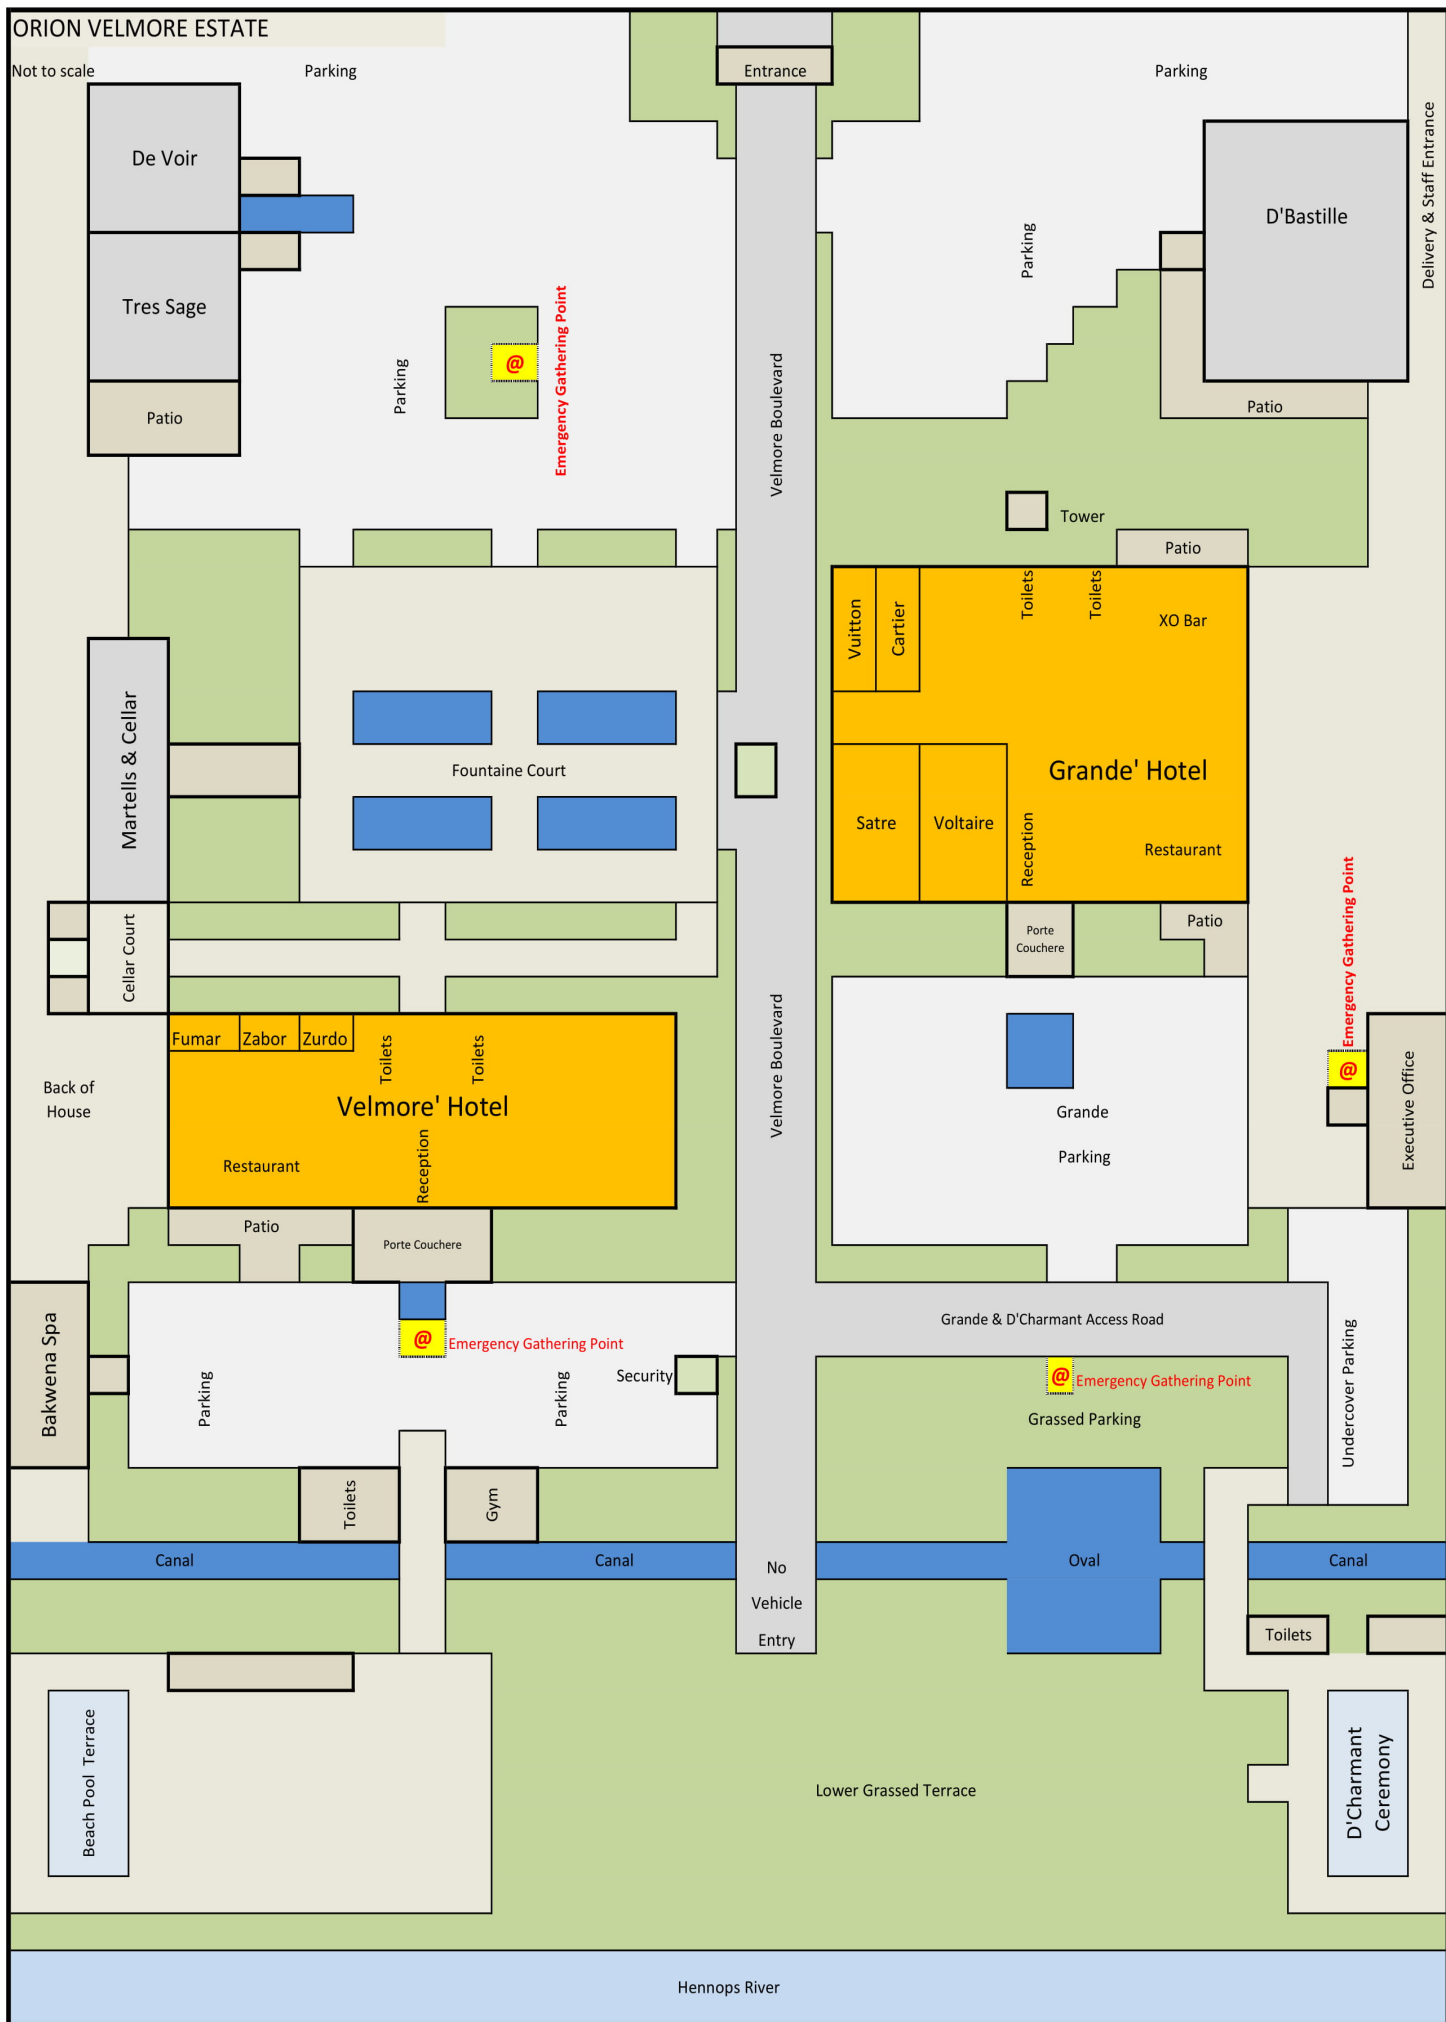 ORION VELMORE ESTATE
Not to scale
Parking
Entrance
Parking
De Voir
Delivery & Staff Entrance
D'Bastille
Parking
Tres Sage
Parking
@
Emergency Gathering Point
Velmore Boulevard
Patio
Patio
Tower
Patio
Vuitton
Cartier
Toilets
Toilets
XO Bar
Martells & Cellar
Fountaine Court
Grande' Hotel
Satre
Voltaire
Reception
Restaurant
Cellar Court
Porte
Couchere
Patio
Emergency Gathering Point
@
Executive Office
Velmore Boulevard
Fumar
Zabor
Zurdo
Toilets
Toilets
Back of
House
Velmore' Hotel
Grande
Parking
Restaurant
Reception
Patio
Porte Couchere
Bakwena Spa
@
Emergency Gathering Point
Grande & D'Charmant Access Road
Security
Parking
Parking
@
Emergency Gathering Point
Grassed Parking
Undercover Parking
Toilets
Gym
Canal
Canal
No
Vehicle
Entry
Oval
Canal
Toilets
Beach Pool Terrace
Lower Grassed Terrace
D'Charmant
Ceremony
Hennops River